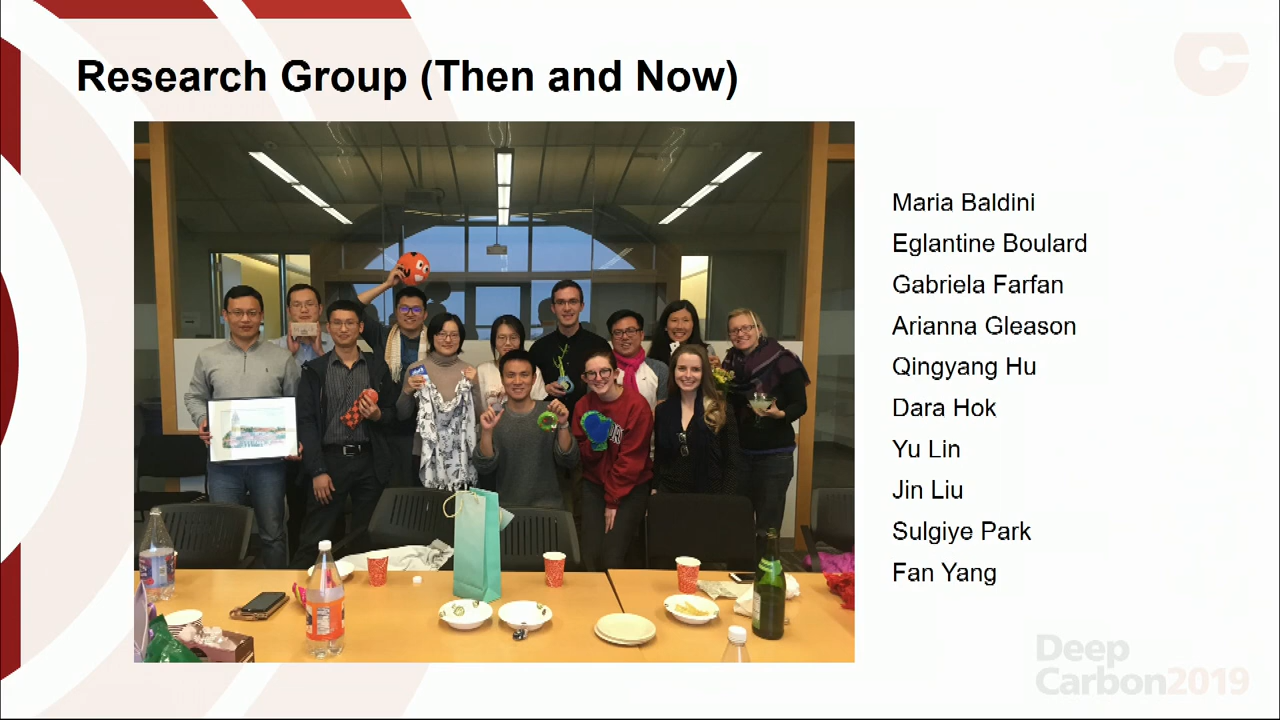 Research Group (Then and Now)
Maria Baldini
Eglantine Boulard
Gabriela Farfan
Arianna Gleason
Qingyang Hu
Dara Hok
Yu Lin
Jin Liu
Sulgiye Park
Fan Yang
Deep
Carbon2019